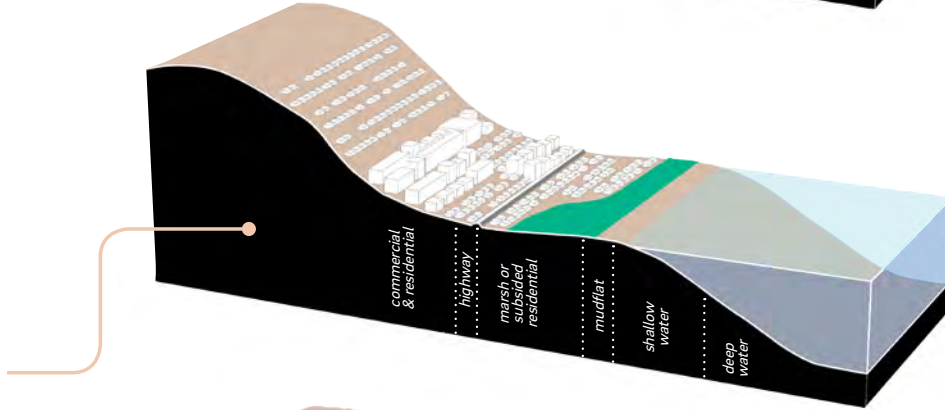 commercial
& residential
highway
marsh or
subsided
residential
mudflat
shallow
water
deep
water